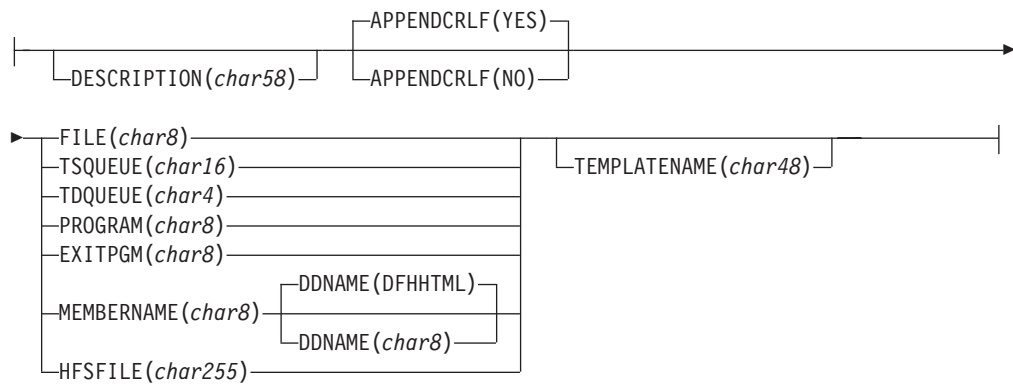 APPENDCRLF(YES)
DESCRIPTION(char58)
APPENDCRLF(NO)
FILE(char8)
TSQUEUE(char16)
TEMPLATENAME(char48)
TDQUEUE(char4)
PROGRAM(char8)
EXITPGM(char8)
DDNAME(DFHHTML)
MEMBERNAME(char8)
DDNAME(char8)
HFSFILE(char255)